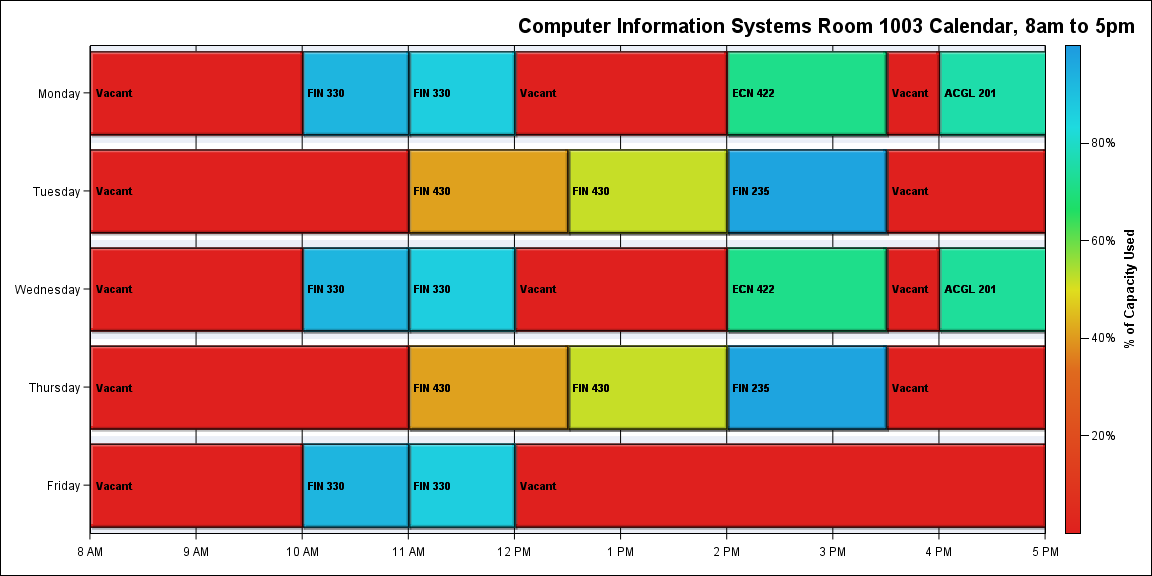 Computer Information Systems Room 1003 Calendar, 8am to 5pm
Monday
Vacant
FIN 330
FIN 330
Vacant
ECN 422
Vacant
ACGL 201
Tuesday
Vacant
FIN 430
FIN 430
FIN 235
Vacant
Wednesday
Vacant
FIN 330
FIN 330
Vacant
ECN 422
Vacant
ACGL 201
Thursday
Vacant
FIN 430
FIN 430
FIN 235
Vacant
Friday
Vacant
FIN 330
FIN 330
Vacant
8 AM
9 AM
10 AM
11 AM
12 PM
1 PM
2 PM
3 PM
4 PM
5 PM
80%
60%
40%
20%
% of Capacity Used